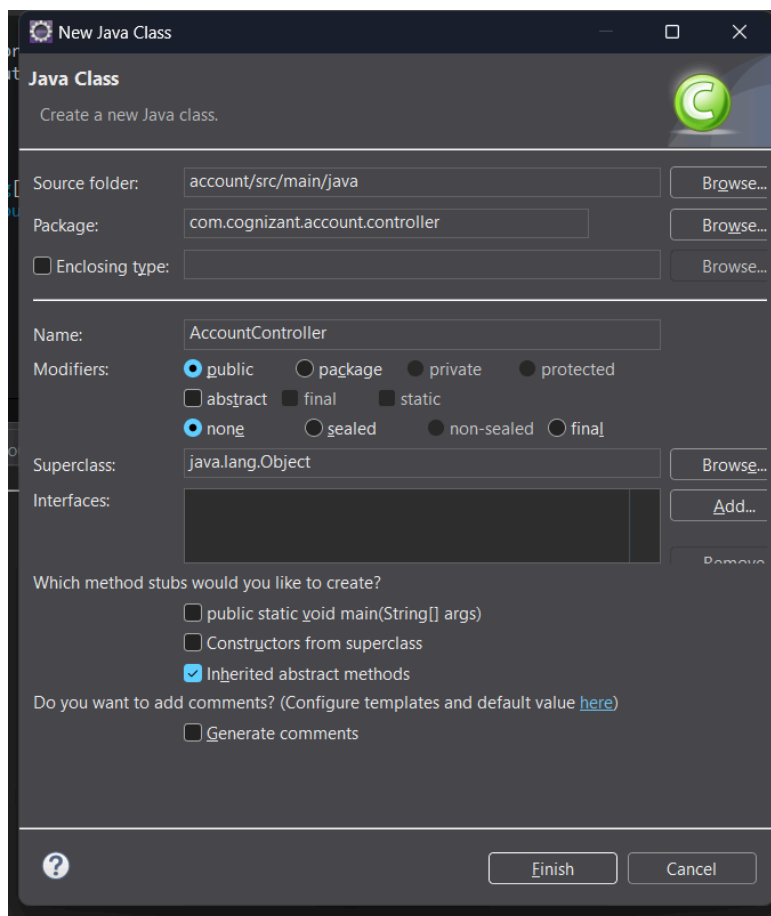 New Java Class
Java Class
Create a new Java class.
Source folder: account/src/main/java Browse...
Package: com.cognizant.account.controller Browse...
Enclosing type: Browse...
Name: AccountController
Modifiers: public package private protected
abstract final static
none sealed non-sealed final
Superclass: java.lang.Object Browse...
Interfaces: Add...
Remove
Which method stubs would you like to create?
public static void main(String[] args)
Constructors from superclass
Inherited abstract methods
Do you want to add comments? (Configure templates and default value here)
Generate comments
? Finish Cancel